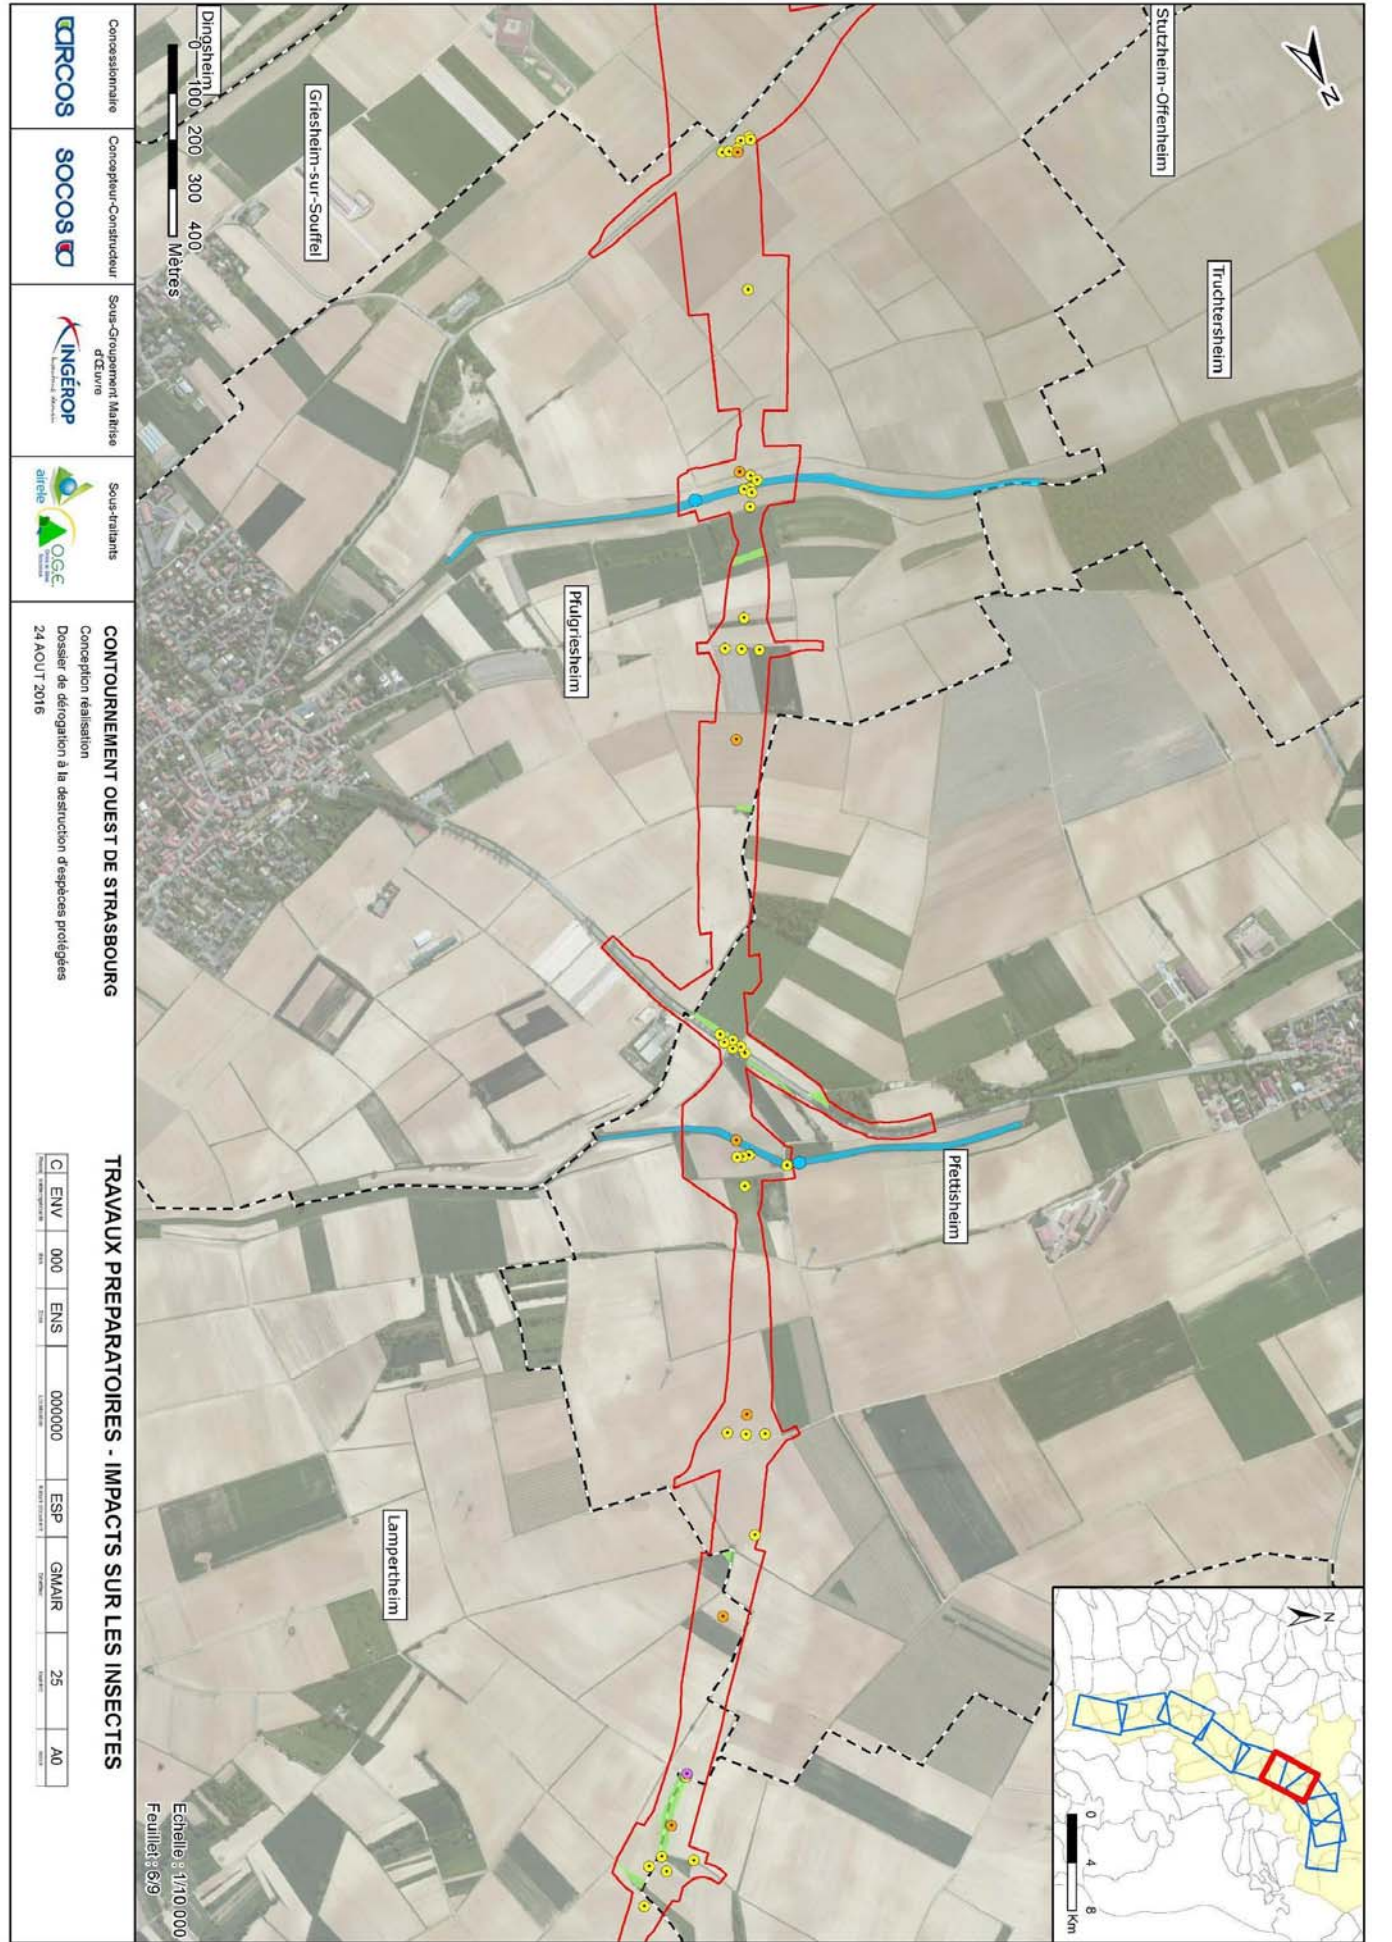 Stutzheim-Offenheim
Truchtersheim
Dingsheim
Griesheim-sur-Souffel
Pfulgriesheim
Pfettisheim
Lampertheim
N
0 100 200 300 400
Mètres
N
0 4 8
Km
Echelle : 1/10 000
Feuillet : 6/9
Concessionnaire
ARCOS
Concepteur-Constructeur
SOCOS
Sous-Groupement Maîtrise
d'Œuvre
INGÉROP
Sous-traitants
airele
O.G.E.
CONTOURNEMENT OUEST DE STRASBOURG
Conception réalisation
Dossier de dérogation à la destruction d'espèces protégées
24 AOUT 2016
TRAVAUX PREPARATOIRES - IMPACTS SUR LES INSECTES
C ENV 000 ENS 000000 ESP GMAIR 25 A0